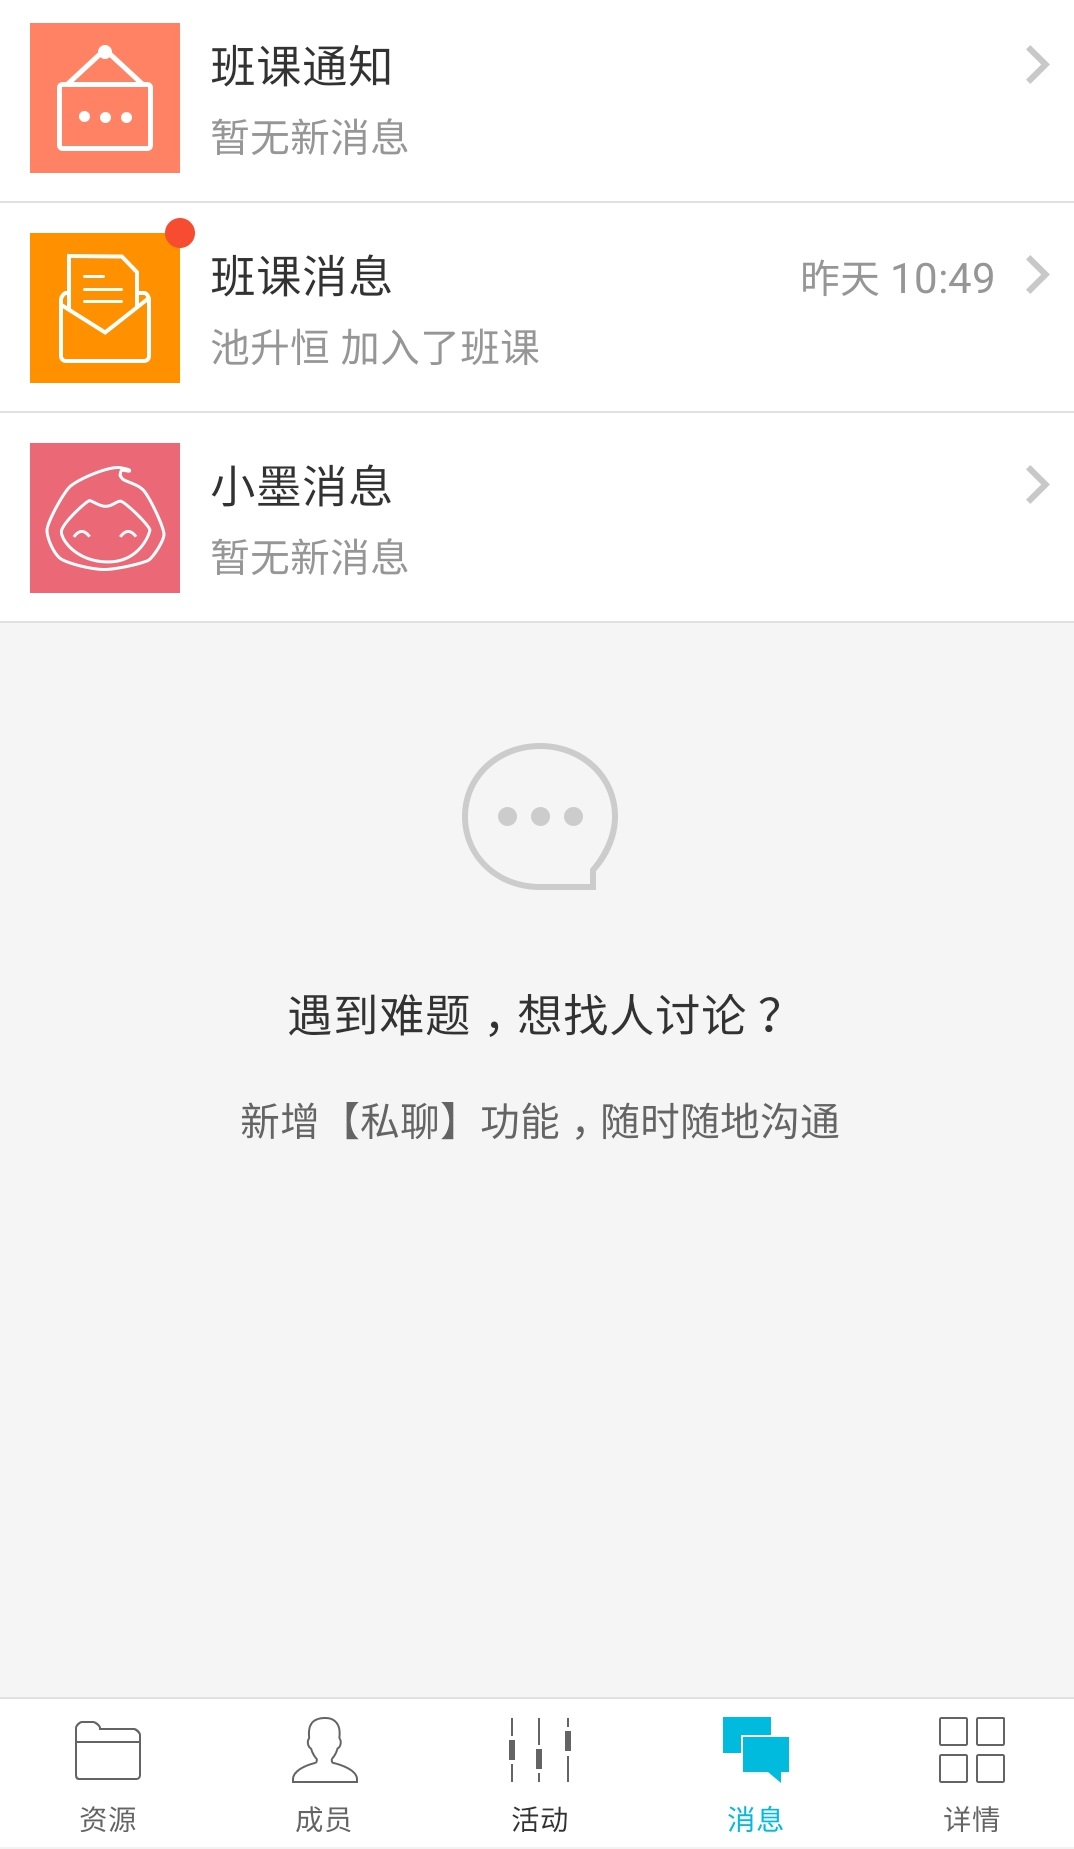 班课通知
暂无新消息
班课消息
昨天 10:49
池升恒 加入了班课
小墨消息
暂无新消息
遇到难题，想找人讨论？
新增【私聊】功能，随时随地沟通
资源
成员
活动
消息
详情